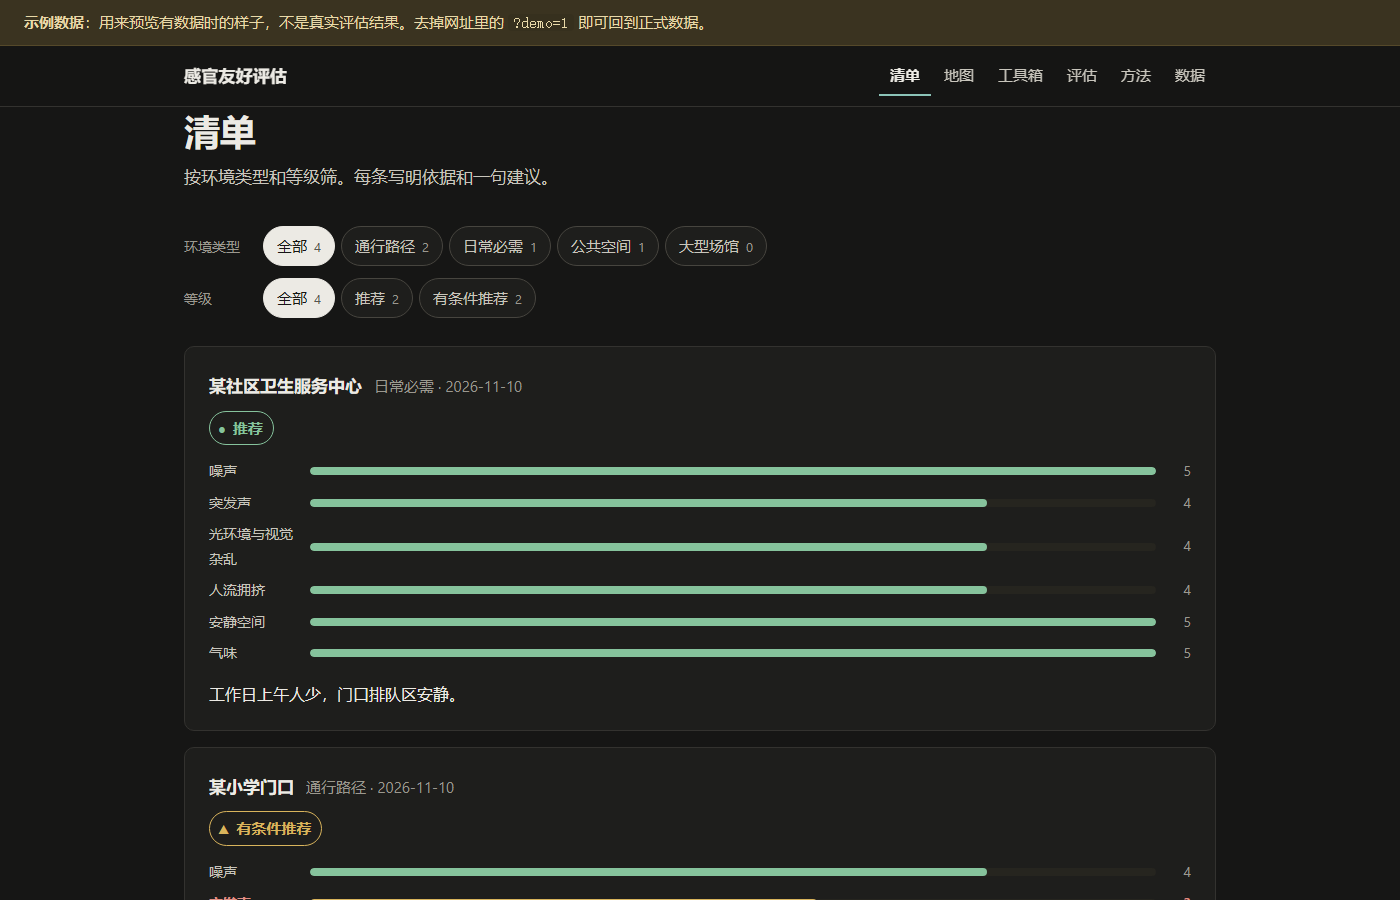 示例数据：用来预览有数据时的样子，不是真实评估结果。去掉网址里的 ?demo=1 即可回到正式数据。
感官友好评估 清单 地图 工具箱 评估 方法 数据
清单
按环境类型和等级筛。每条写明依据和一句建议。
环境类型 全部 4 通行路径 2 日常必需 1 公共空间 1 大型场馆 0
等级 全部 4 推荐 2 有条件推荐 2
某社区卫生服务中心 日常必需 · 2026-11-10
● 推荐
噪声 5
突发声 4
光环境与视觉
杂乱 4
人流拥挤 4
安静空间 5
气味 5
工作日上午人少，门口排队区安静。
某小学门口 通行路径 · 2026-11-10
▲ 有条件推荐
噪声 4